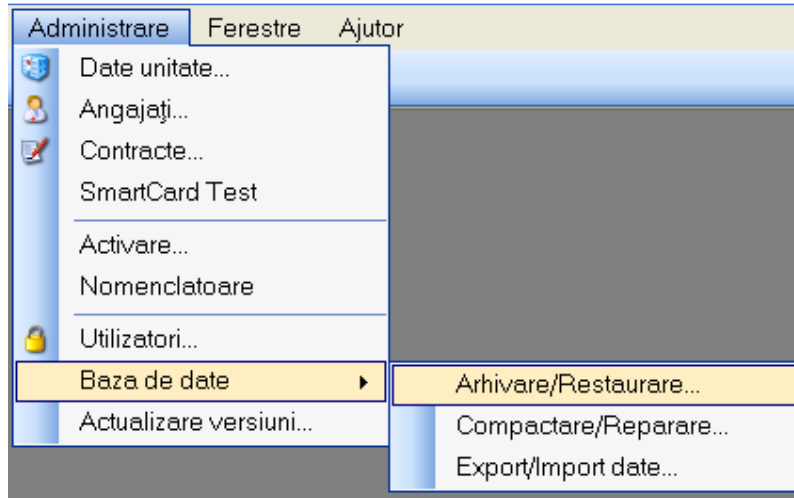 Administrare Ferestre Ajutor
Date unitate...
Angajaţi...
Contracte...
SmartCard Test
Activare...
Nomenclatoare
Utilizatori...
Baza de date
Actualizare versiuni...
Arhivare/Restaurare...
Compactare/Reparare...
Export/Import date...